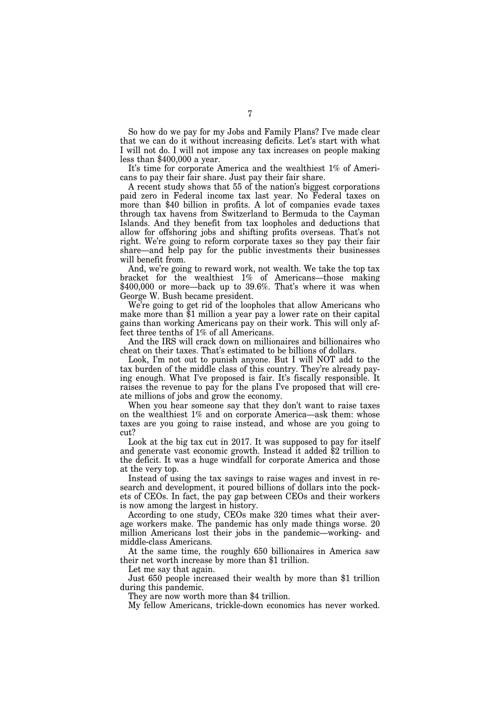 7
So how do we pay for my Jobs and Family Plans? I've made clear
that we can do it without increasing deficits. Let's start with what
I will not do. I will not impose any tax increases on people making
less than $400,000 a year.
It's time for corporate America and the wealthiest 1% of Ameri-
cans to pay their fair share. Just pay their fair share.
A recent study shows that 55 of the nation's biggest corporations
paid zero in Federal income tax last year. No Federal taxes on
more than $40 billion in profits. A lot of companies evade taxes
through tax havens from Switzerland to Bermuda to the Cayman
Islands. And they benefit from tax loopholes and deductions that
allow for offshoring jobs and shifting profits overseas. That's not
right. We're going to reform corporate taxes so they pay their fair
share—and help pay for the public investments their businesses
will benefit from.
And, we're going to reward work, not wealth. We take the top tax
bracket for the wealthiest 1% of Americans—those making
$400,000 or more—back up to 39.6%. That's where it was when
George W. Bush became president.
We're going to get rid of the loopholes that allow Americans who
make more than $1 million a year pay a lower rate on their capital
gains than working Americans pay on their work. This will only af-
fect three tenths of 1% of all Americans.
And the IRS will crack down on millionaires and billionaires who
cheat on their taxes. That's estimated to be billions of dollars.
Look, I'm not out to punish anyone. But I will NOT add to the
tax burden of the middle class of this country. They're already pay-
ing enough. What I've proposed is fair. It's fiscally responsible. It
raises the revenue to pay for the plans I've proposed that will cre-
ate millions of jobs and grow the economy.
When you hear someone say that they don't want to raise taxes
on the wealthiest 1% and on corporate America—ask them: whose
taxes are you going to raise instead, and whose are you going to
cut?
Look at the big tax cut in 2017. It was supposed to pay for itself
and generate vast economic growth. Instead it added $2 trillion to
the deficit. It was a huge windfall for corporate America and those
at the very top.
Instead of using the tax savings to raise wages and invest in re-
search and development, it poured billions of dollars into the pock-
ets of CEOs. In fact, the pay gap between CEOs and their workers
is now among the largest in history.
According to one study, CEOs make 320 times what their aver-
age workers make. The pandemic has only made things worse. 20
million Americans lost their jobs in the pandemic—working- and
middle-class Americans.
At the same time, the roughly 650 billionaires in America saw
their net worth increase by more than $1 trillion.
Let me say that again.
Just 650 people increased their wealth by more than $1 trillion
during this pandemic.
They are now worth more than $4 trillion.
My fellow Americans, trickle-down economics has never worked.